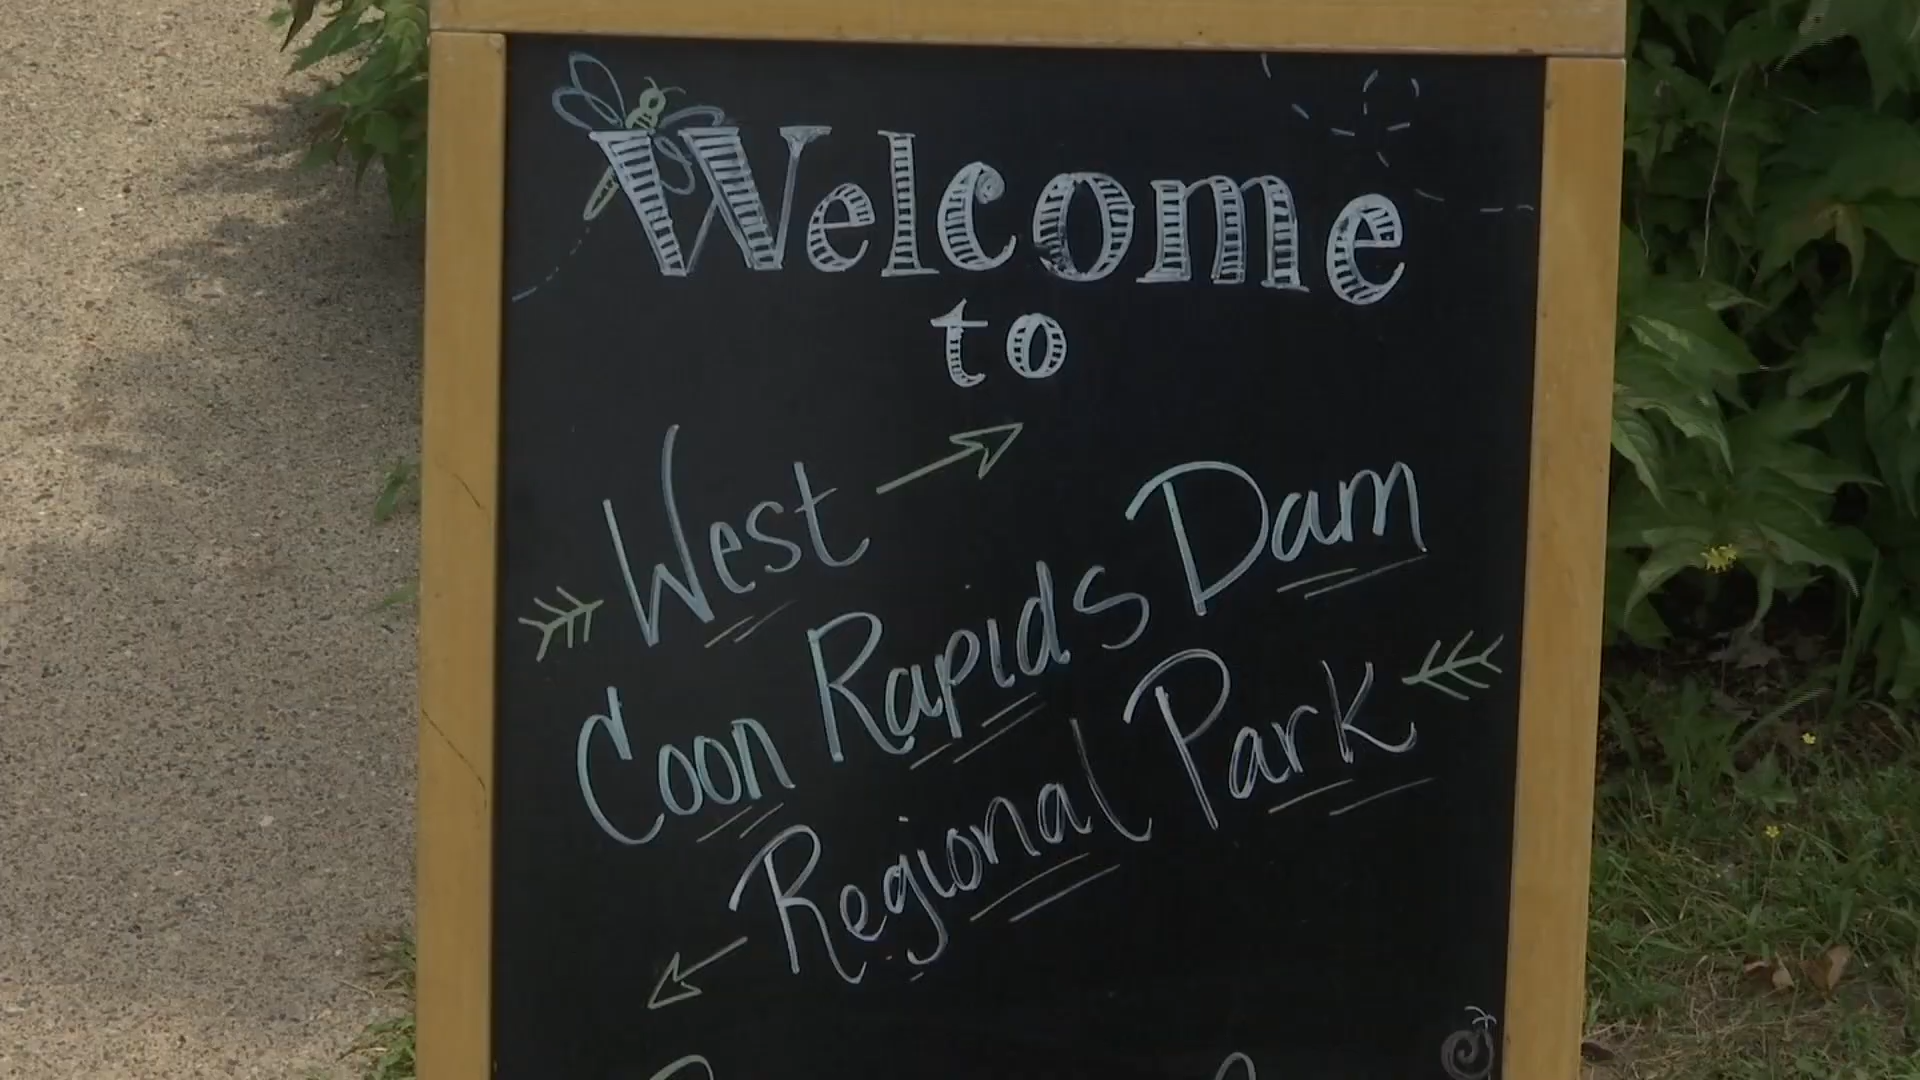 Welcome
to
West
Coon Rapids Dam
Regional Park